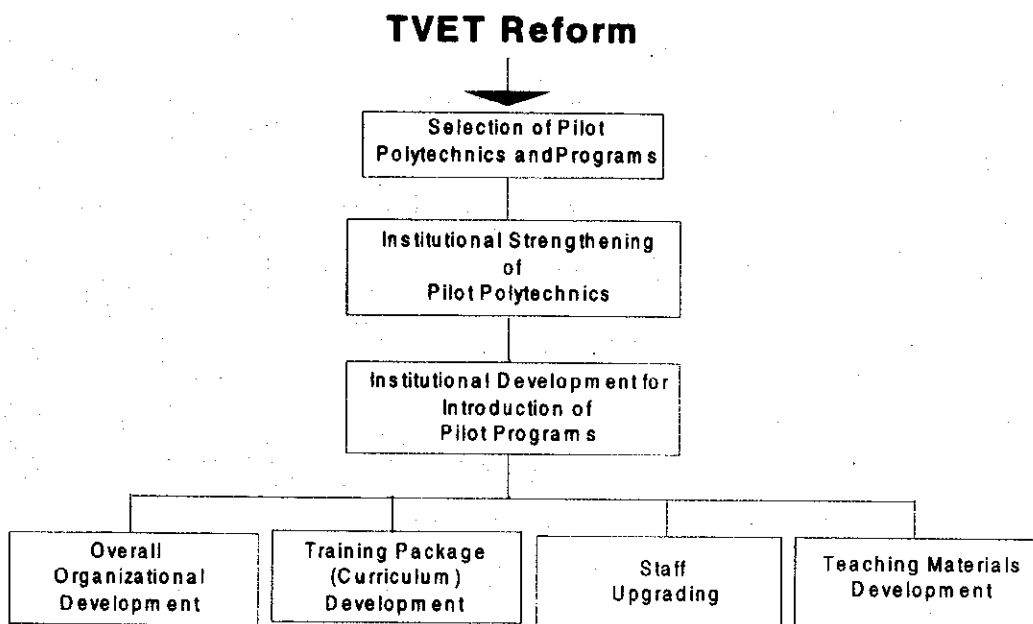 TVET Reform
Selection of Pilot
Polytechnics and Programs
Institutional Strengthening
of
Pilot Polytechnics
Institutional Development for
Introduction of
Pilot Programs
Overall
Organizational
Development
Training Package
(Curriculum)
Development
Staff
Upgrading
Teaching Materials
Development